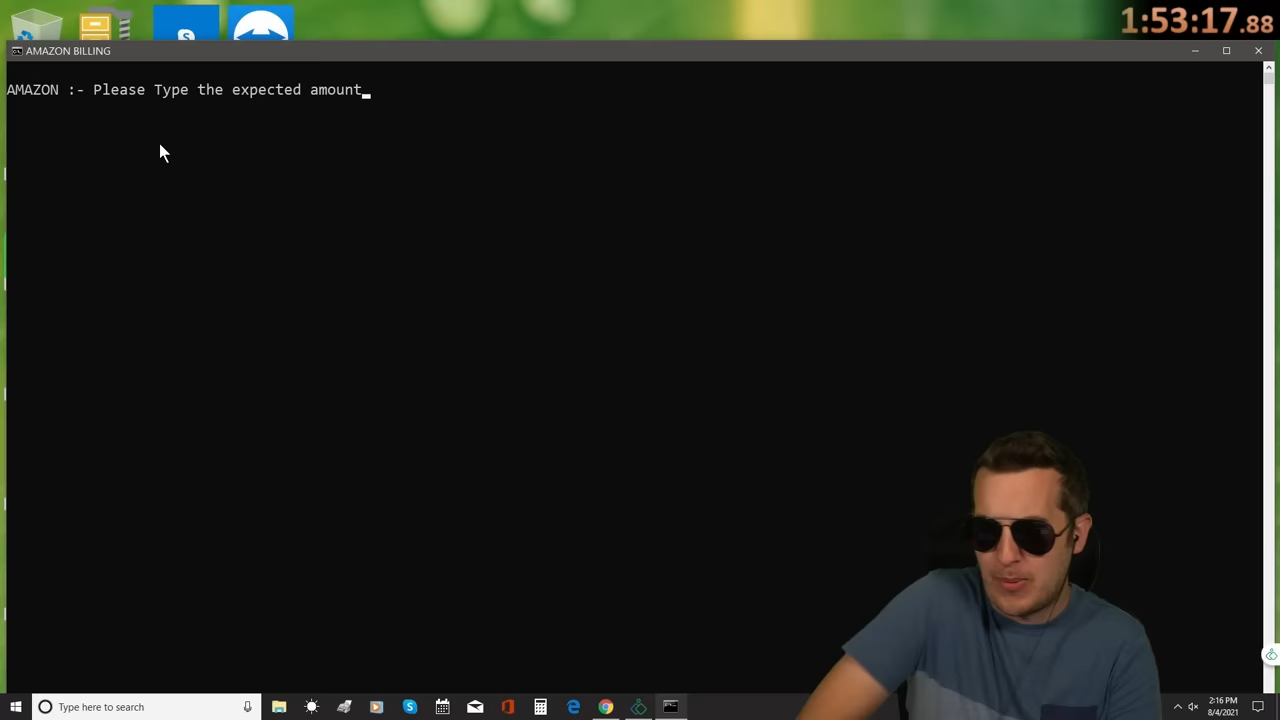 1:53:17.88
AMAZON BILLING
AMAZON :- Please Type the expected amount
Type here to search
2:16 PM
8/4/2021